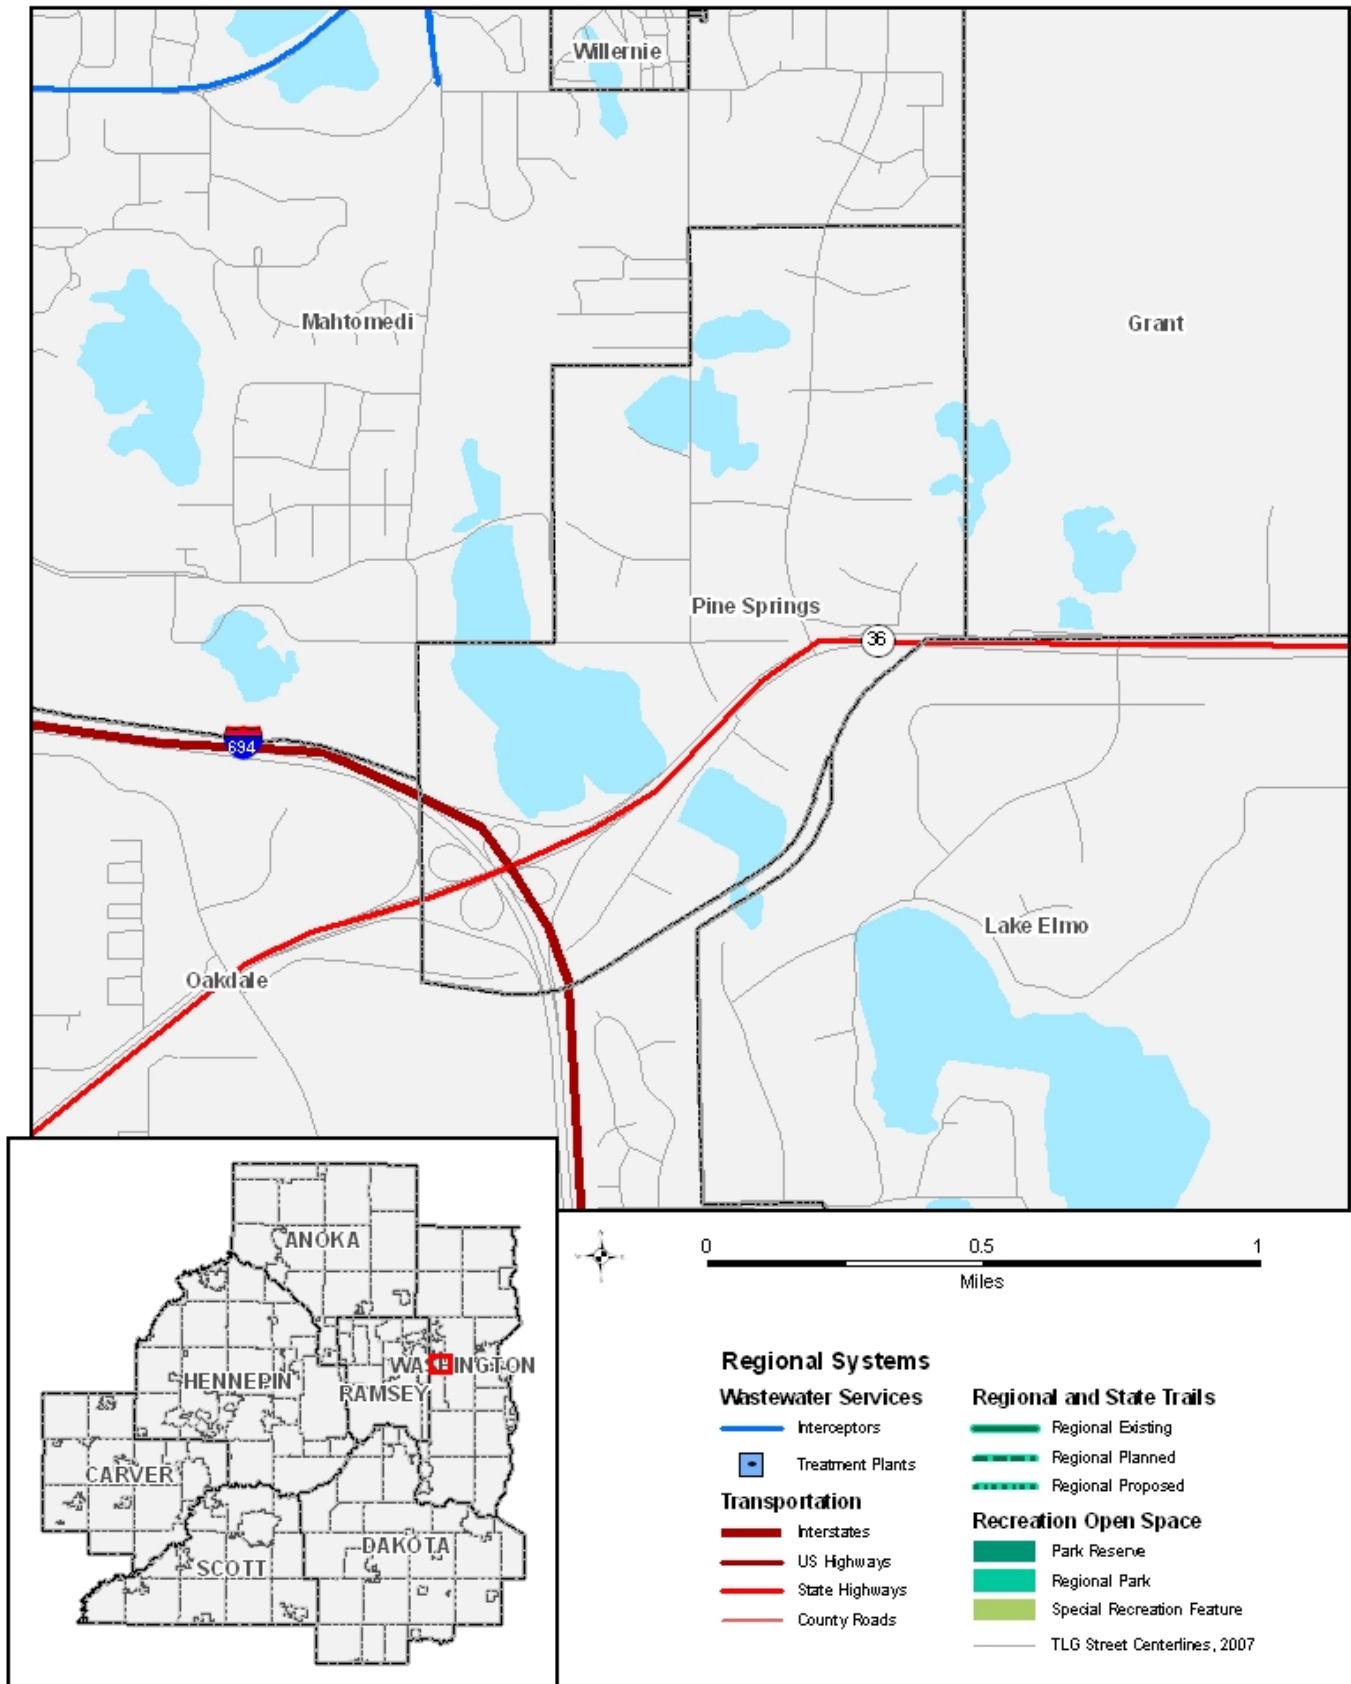 Willernie
Mahtomedi
Grant
Pine Springs
36
694
Lake Elmo
Oakdale
ANOKA
WASHINGTON
HENNEPIN
RAMSEY
CARVER
DAKOTA
SCOTT
0 0.5 1
Miles
Regional Systems
Wastewater Services
Interceptors
Treatment Plants
Transportation
Interstates
US Highways
State Highways
County Roads
Regional and State Trails
Regional Existing
Regional Planned
Regional Proposed
Recreation Open Space
Park Reserve
Regional Park
Special Recreation Feature
TLG Street Centerlines, 2007